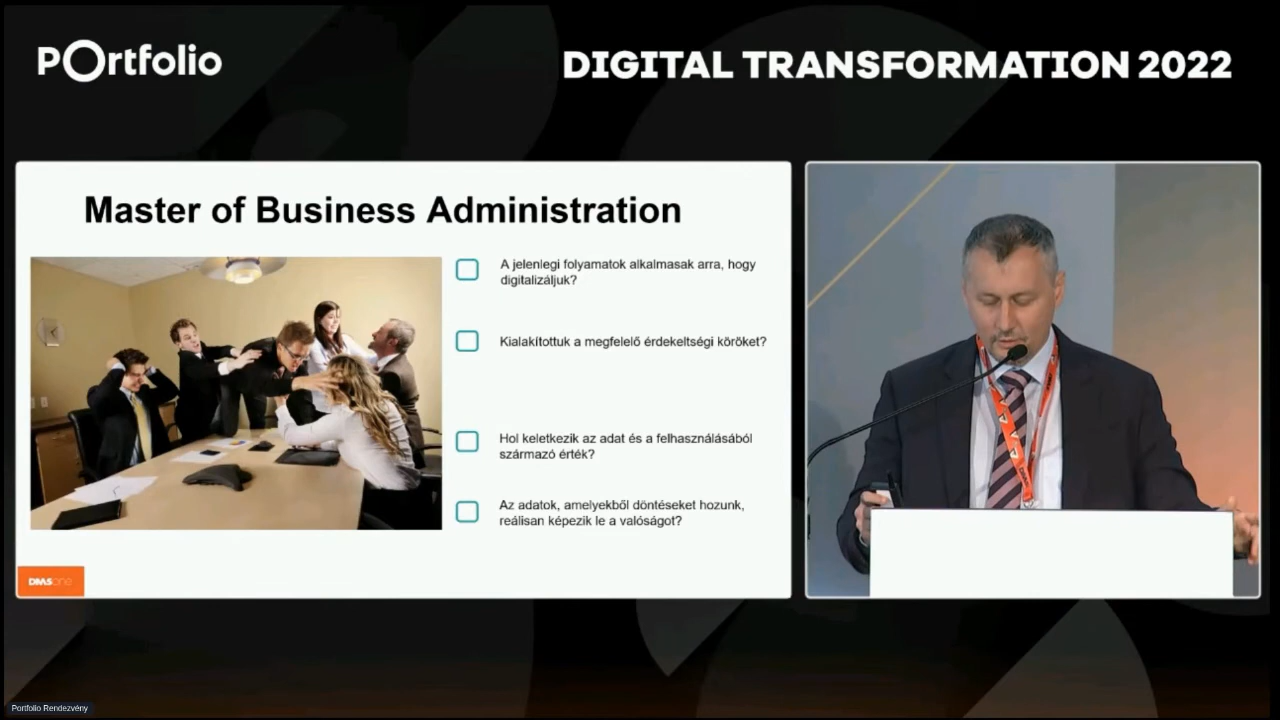 POrtfolio
DIGITAL TRANSFORMATION 2022
Master of Business Administration
A jelenlegi folyamatok alkalmasak arra, hogy
digitalizáljuk?
Kialakítottuk a megfelelő érdekeltségi köröket?
Hol keletkezik az adat és a felhasználásából
származó érték?
Az adatok, amelyekből döntéseket hozunk,
reálisan képezik le a valóságot?
DMSone
Portfolio Rendezvény